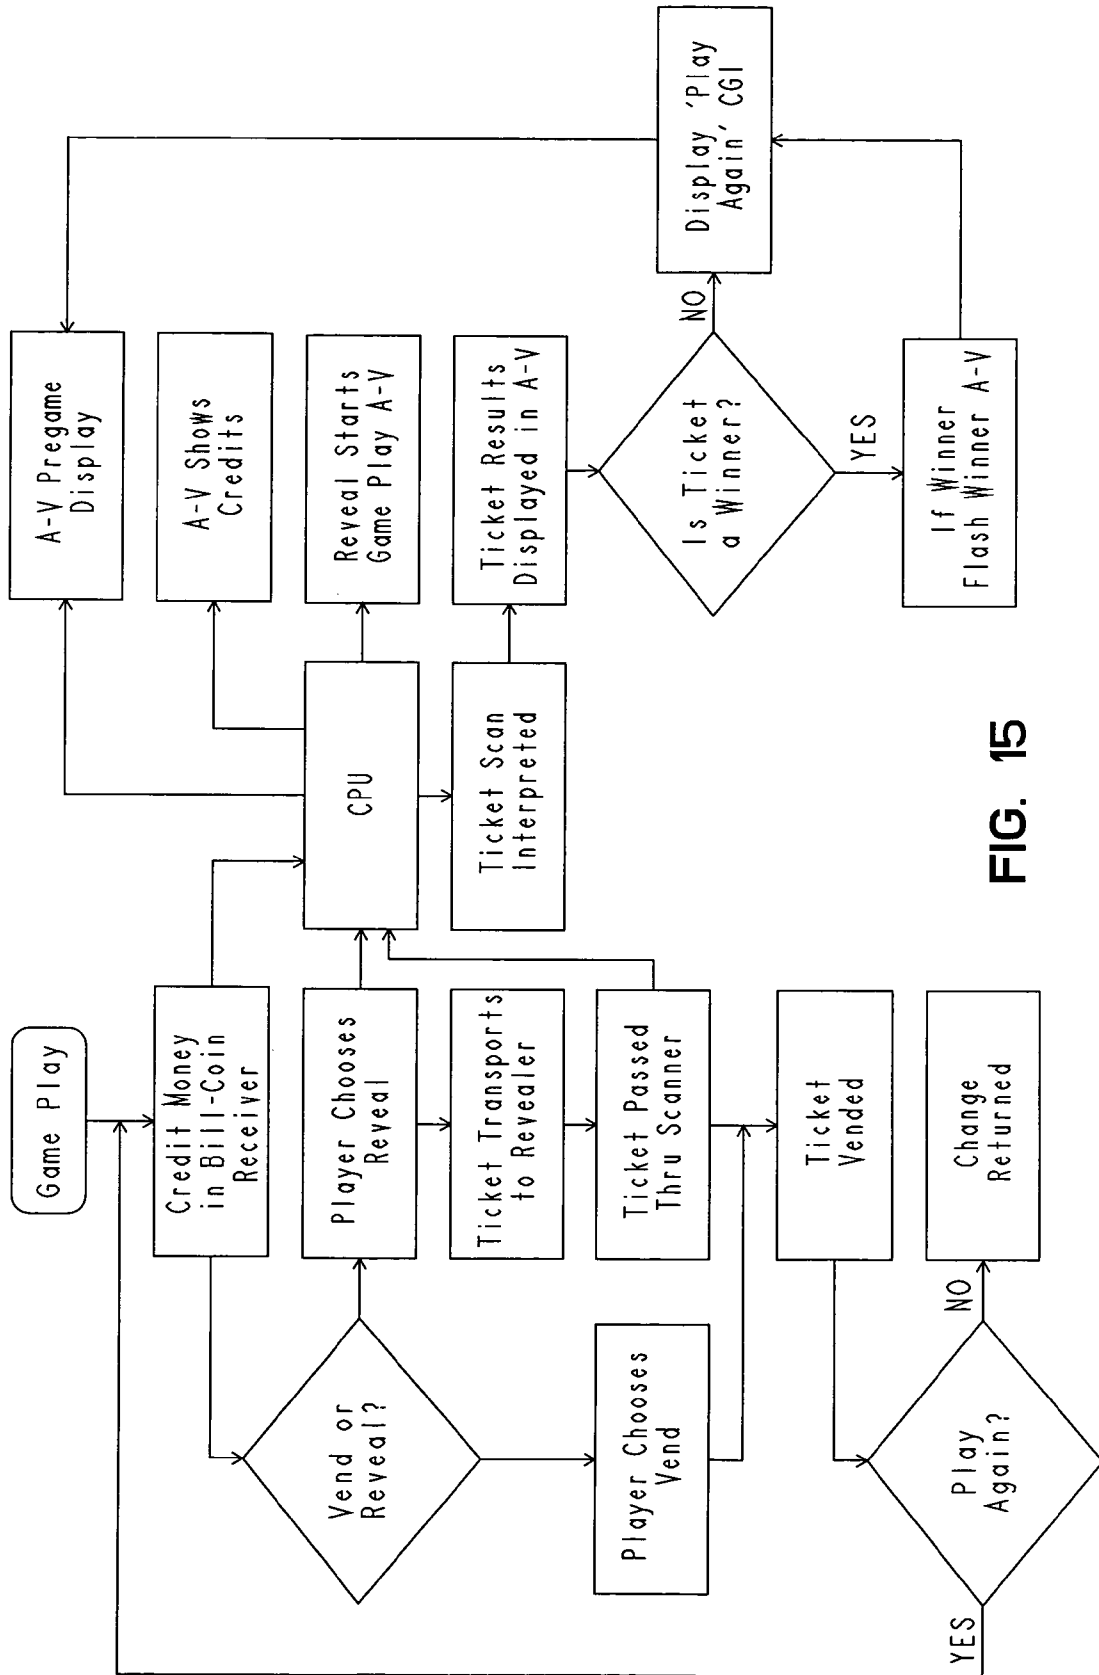 Game Play
Credit Money
in Bill-Coin
Receiver
Vend or
Reveal?
Player Chooses
Reveal
Ticket Transports
to Revealer
Ticket Passed
Thru Scanner
Player Chooses
Vend
Ticket
Vended
Play
Again?
YES
NO
Change
Returned
CPU
Ticket Scan
Interpreted
A-V Pregame
Display
A-V Shows
Credits
Reveal Starts
Game Play A-V
Ticket Results
Displayed in A-V
Is Ticket
a Winner?
NO
YES
Display 'Play
Again' CGI
If Winner
Flash Winner A-V
FIG. 15